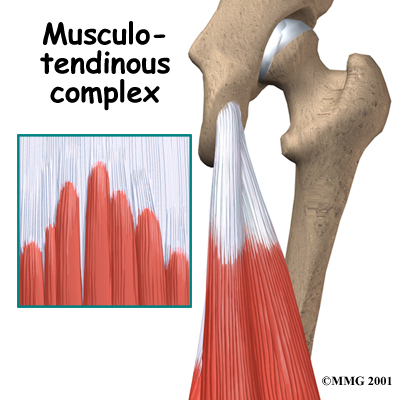 Musculo-
tendinous
complex
©MMG 2001